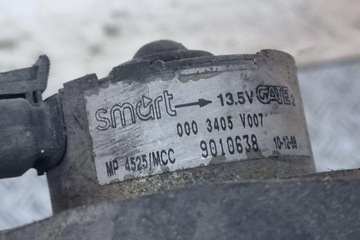 smart → 13.5V GATE
000 3405 V007
MP 4525/MCC 9010638 10-12-99